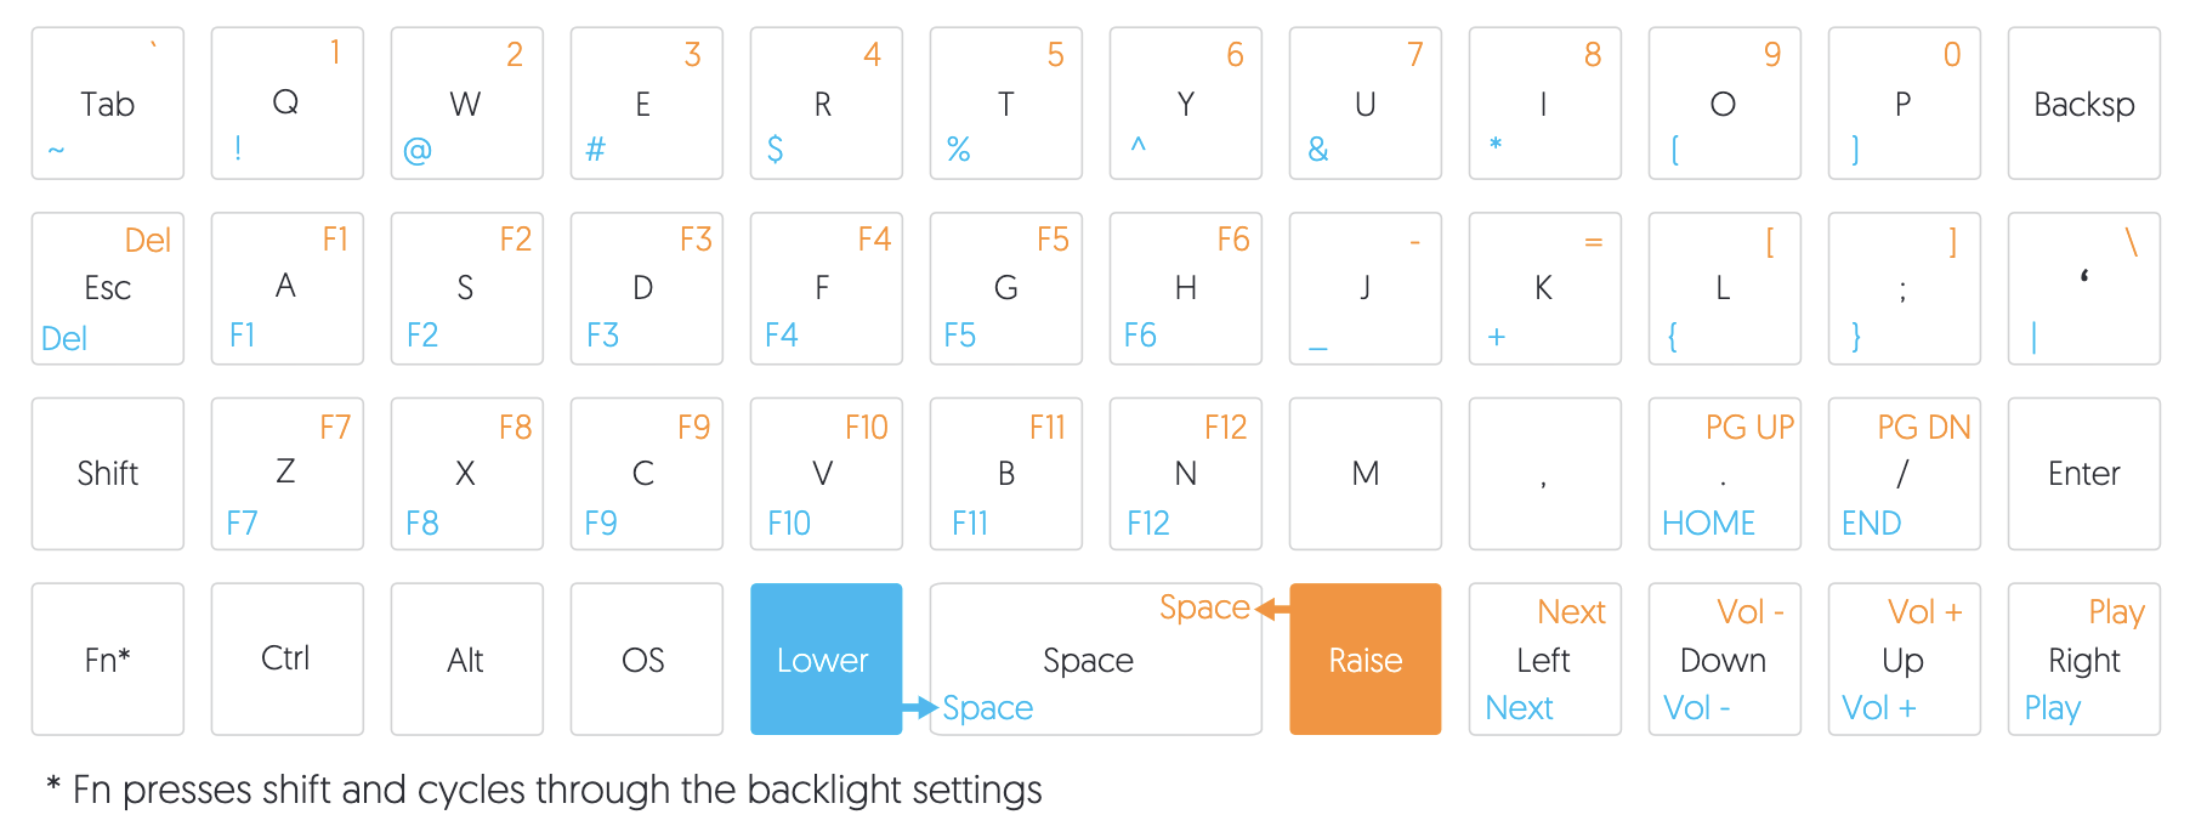 ` 1 2 3 4 5 6 7 8 9 0
Tab Q W E R T Y U I O P Backsp
~ ! @ # $ % ^ & * ( )
Del F1 F2 F3 F4 F5 F6 - = [ ] \
Esc A S D F G H J K L ; ‘
Del F1 F2 F3 F4 F5 F6 _ + { } |
F7 F8 F9 F10 F11 F12 PG UP PG DN
Shift Z X C V B N M , . / Enter
F7 F8 F9 F10 F11 F12 HOME END
Space Next Vol - Vol + Play
Fn* Ctrl Alt OS Lower Space Raise Left Down Up Right
Space Next Vol - Vol + Play
* Fn presses shift and cycles through the backlight settings